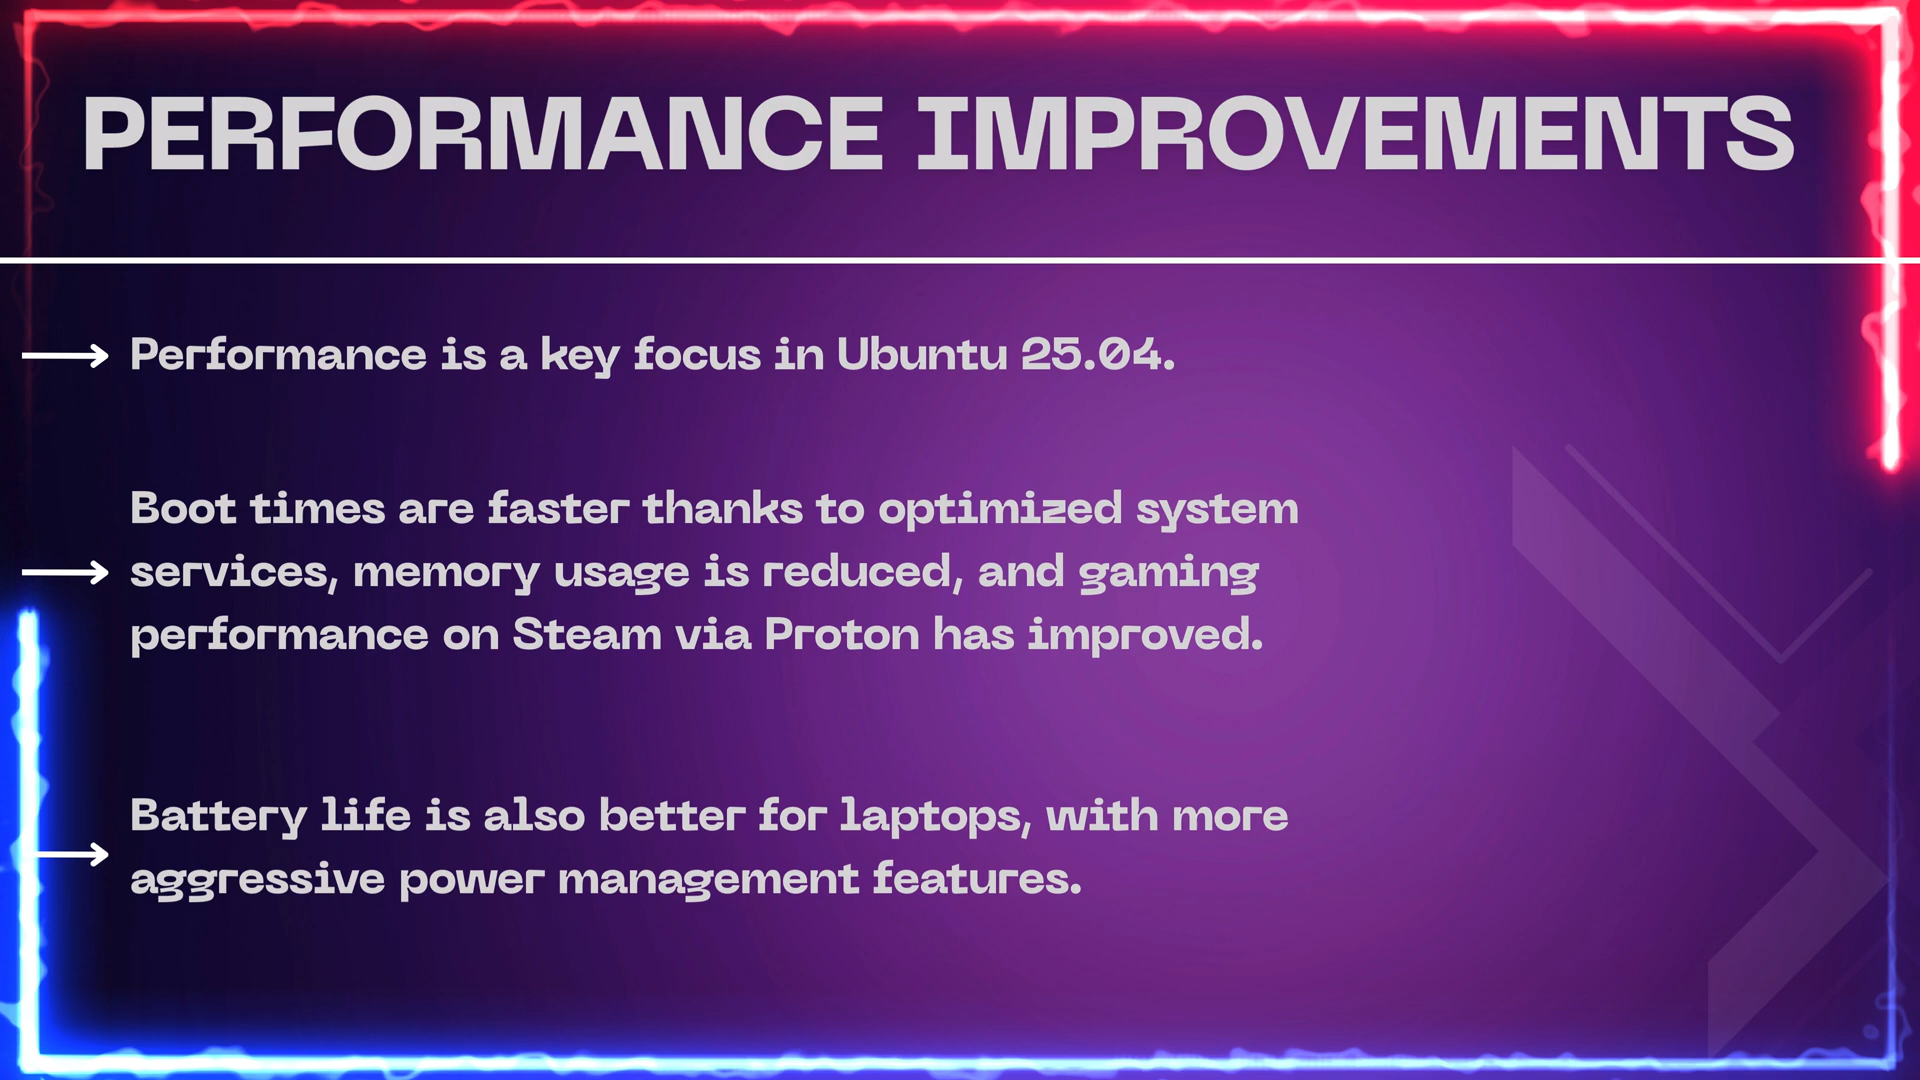 PERFORMANCE IMPROVEMENTS
Performance is a key focus in Ubuntu 25.04.
Boot times are faster thanks to optimized system
services, memory usage is reduced, and gaming
performance on Steam via Proton has improved.
Battery life is also better for laptops, with more
aggressive power management features.